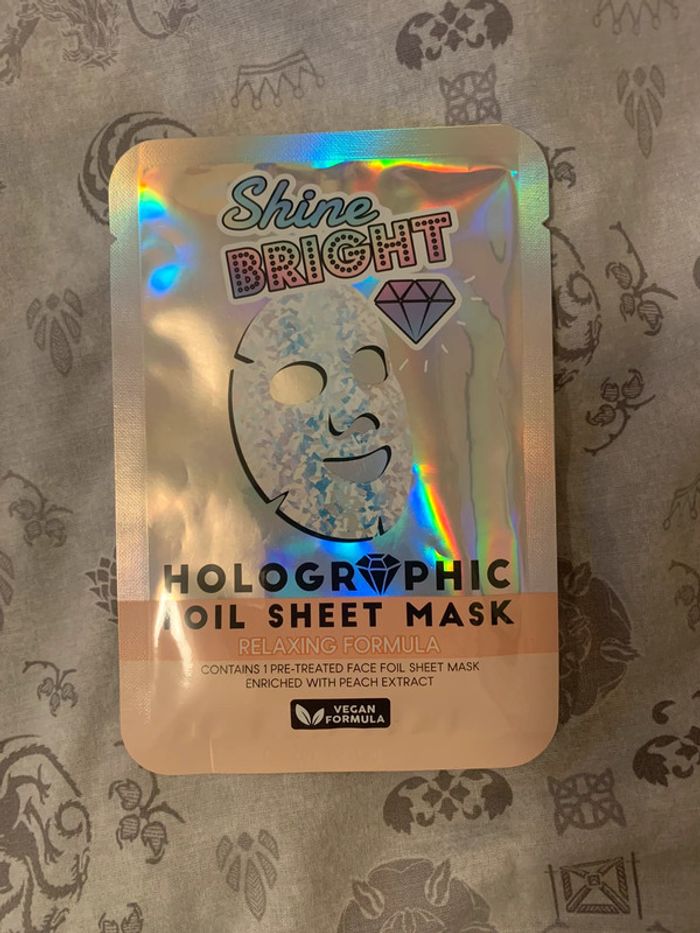 Shine
BRIGHT
HOLOGRPHIC
FOIL SHEET MASK
RELAXING FORMULA
CONTAINS 1 PRE-TREATED FACE FOIL SHEET MASK
ENRICHED WITH PEACH EXTRACT
VEGAN
FORMULA